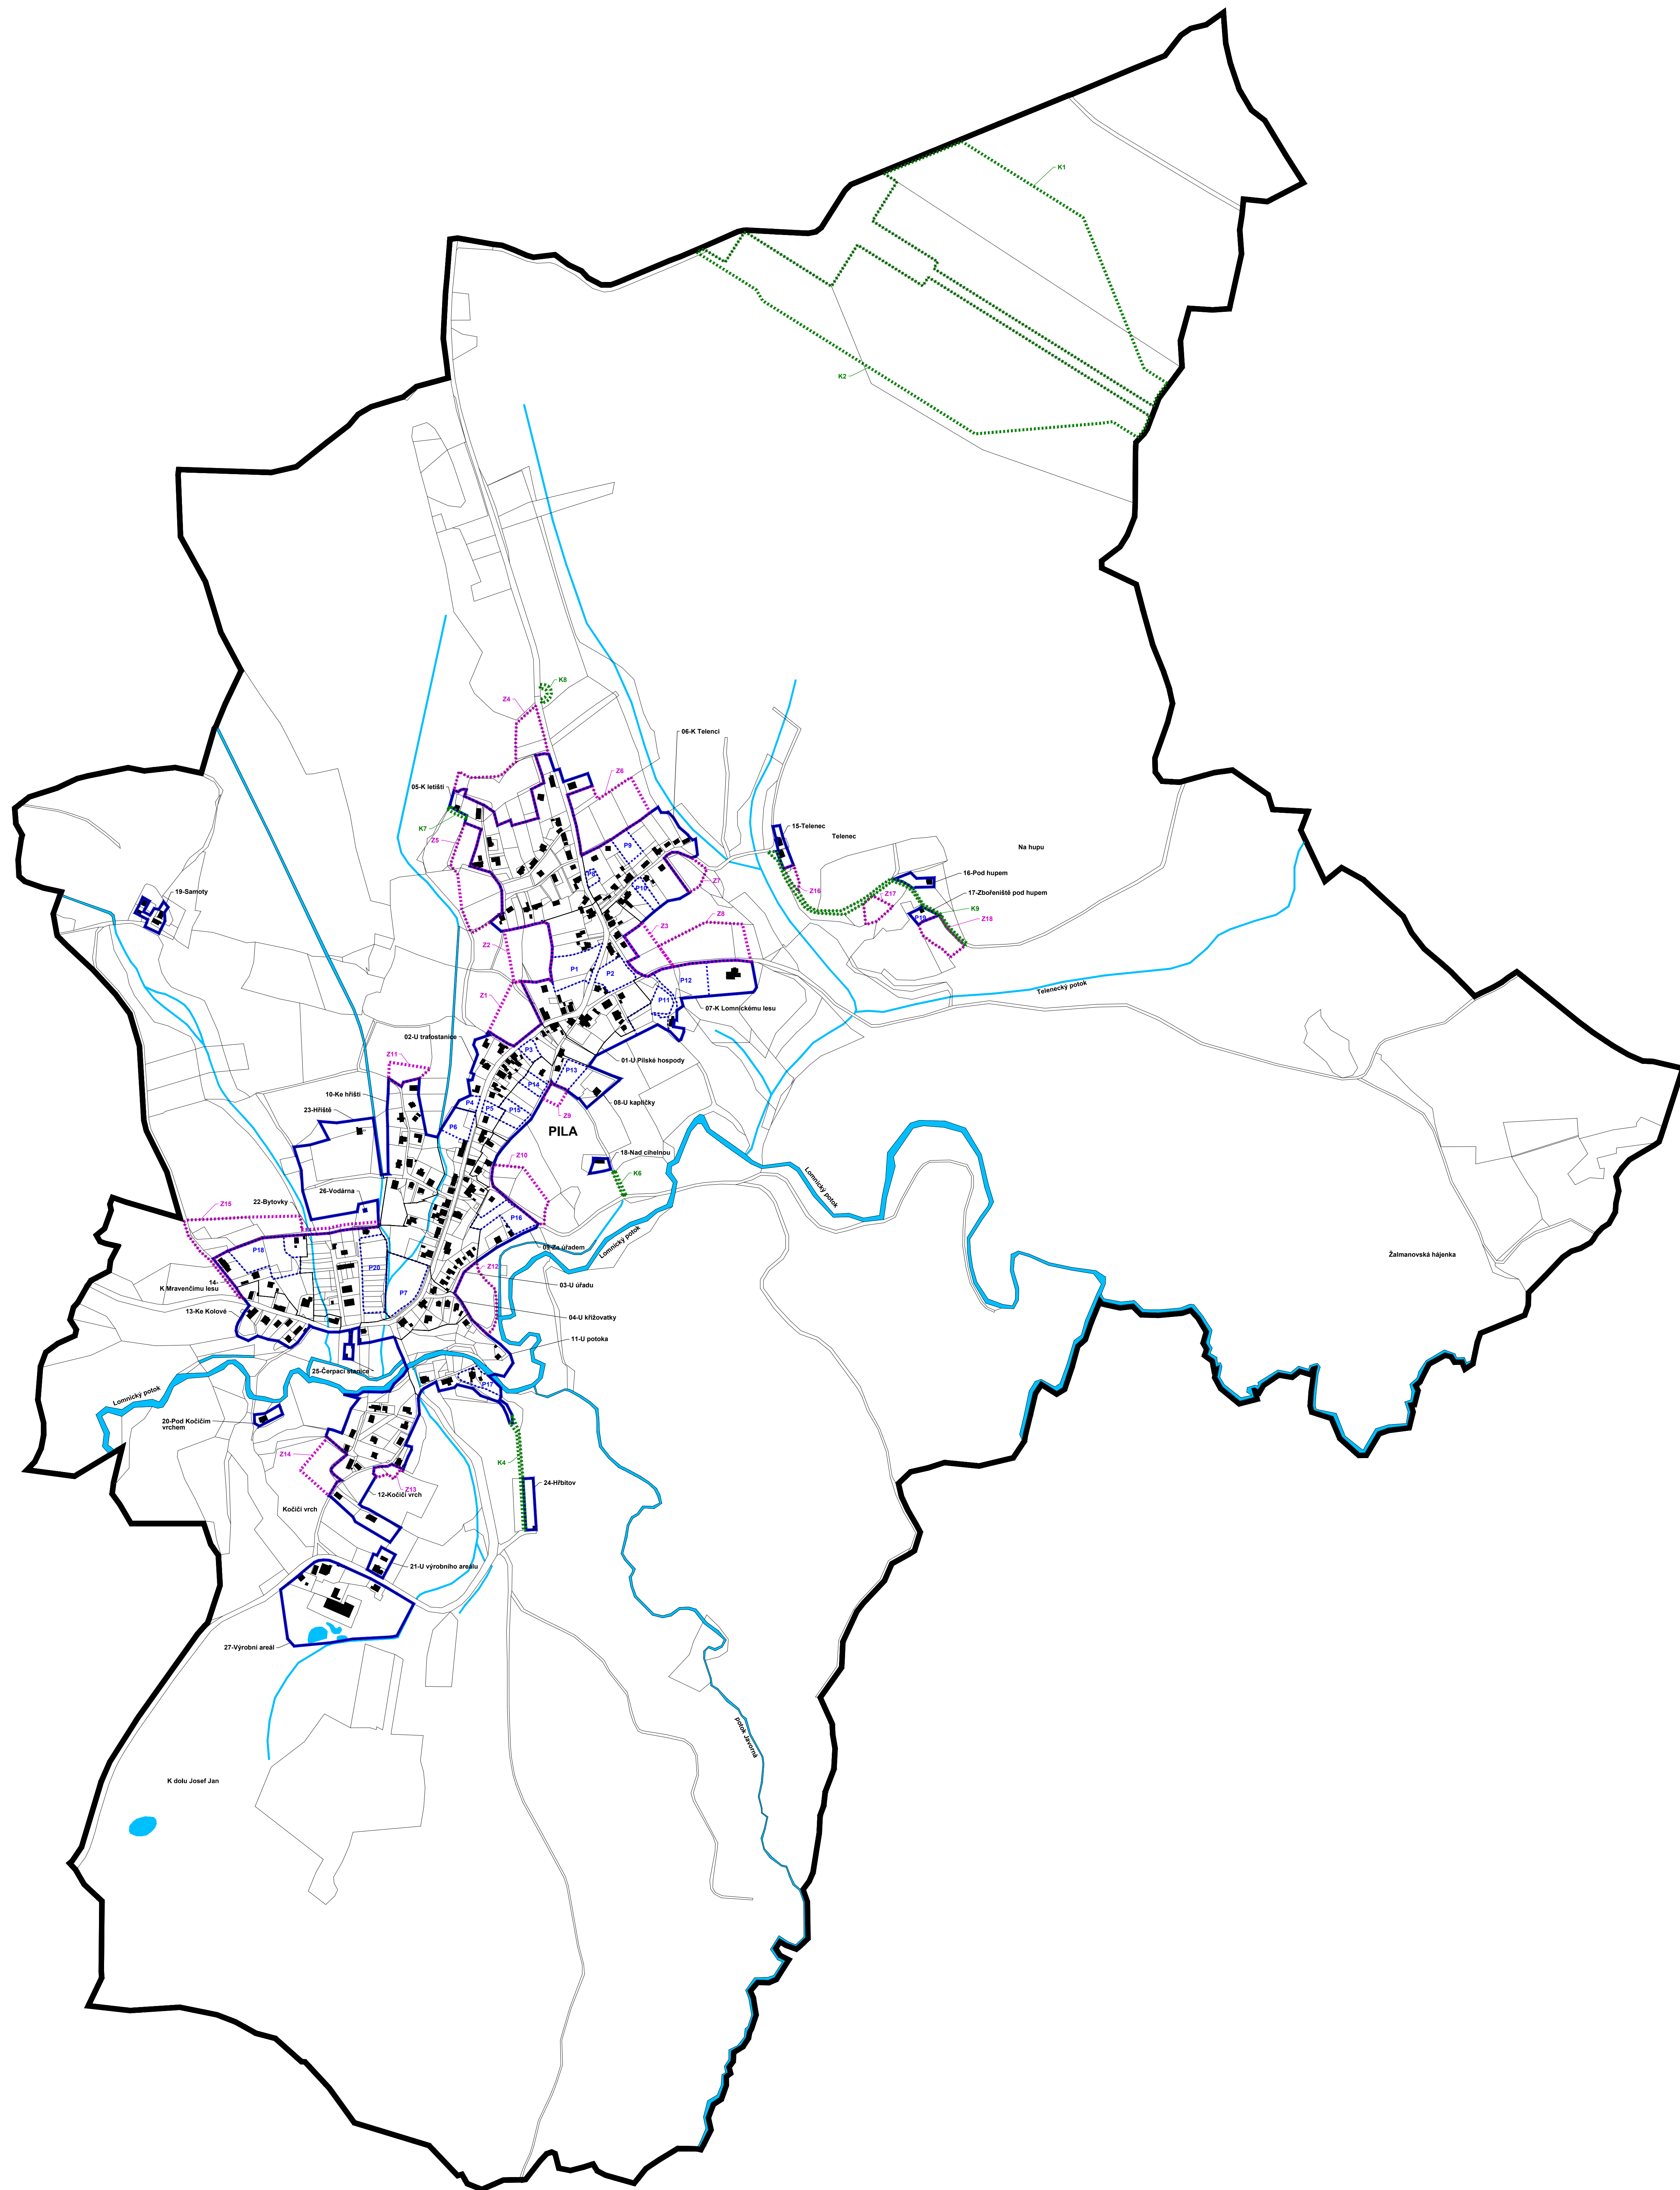 K1
K2
K8
Z4
06-K Telenci
Z6
05-K letišti
K7
Z5
15-Telenec
Telenec
Na hupu
P9
P8
P10
Z7
16-Pod hupem
Z16
Z17
17-Zbořeniště pod hupem
19-Samoty
K9
P19
Z18
Z8
Z3
Z2
P1
P2
P12
Telenecký potok
Z1
P11
07-K Lomnickému lesu
02-U trafostanice
P3
01-U Pilské hospody
Z11
P13
P14
10-Ke hřišti
P4
P5
P15
Z9
08-U kapličky
23-Hřiště
P6
PILA
18-Nad cihelnou
Z10
K6
Lomnický potok
26-Vodárna
22-Bytovky
Z15
P16
09-Za úřadem
Lomnický potok
P18
Žalmanovská hájenka
P20
Z12
14-
K Mravenčímu lesu
03-U úřadu
P7
13-Ke Kolové
04-U křižovatky
11-U potoka
25-Čerpací stanice
P17
Lomnický potok
20-Pod Kočičím
vrchem
Z14
K4
24-Hřbitov
Z13
12-Kočičí vrch
Kočičí vrch
21-U výrobního areálu
27-Výrobní areál
potok Javorná
K dolu Josef Jan